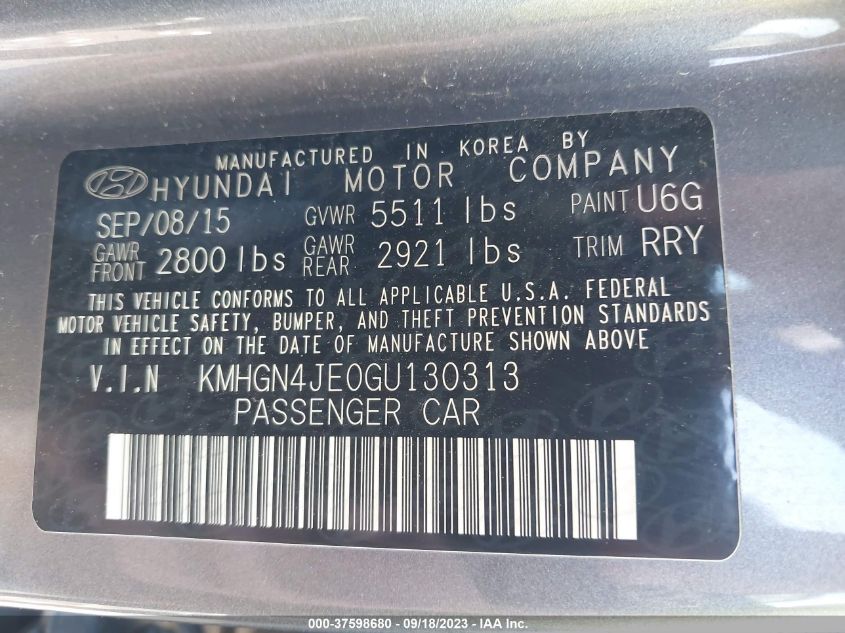 MANUFACTURED IN KOREA BY
HYUNDAI MOTOR COMPANY
SEP/08/15 GVWR 5511 lbs PAINT U6G
GAWR FRONT 2800 lbs GAWR REAR 2921 lbs TRIM RRY
THIS VEHICLE CONFORMS TO ALL APPLICABLE U.S.A. FEDERAL
MOTOR VEHICLE SAFETY, BUMPER, AND THEFT PREVENTION STANDARDS
IN EFFECT ON THE DATE OF MANUFACTURE SHOWN ABOVE
V.I.N KMHGN4JE0GU130313
PASSENGER CAR
000-37598680 - 09/18/2023 - IAA Inc.